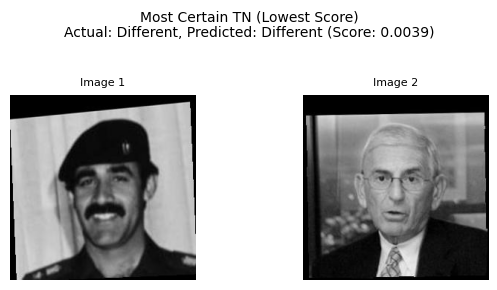 Most Certain TN (Lowest Score)
Actual: Different, Predicted: Different (Score: 0.0039)
Image 1
Image 2